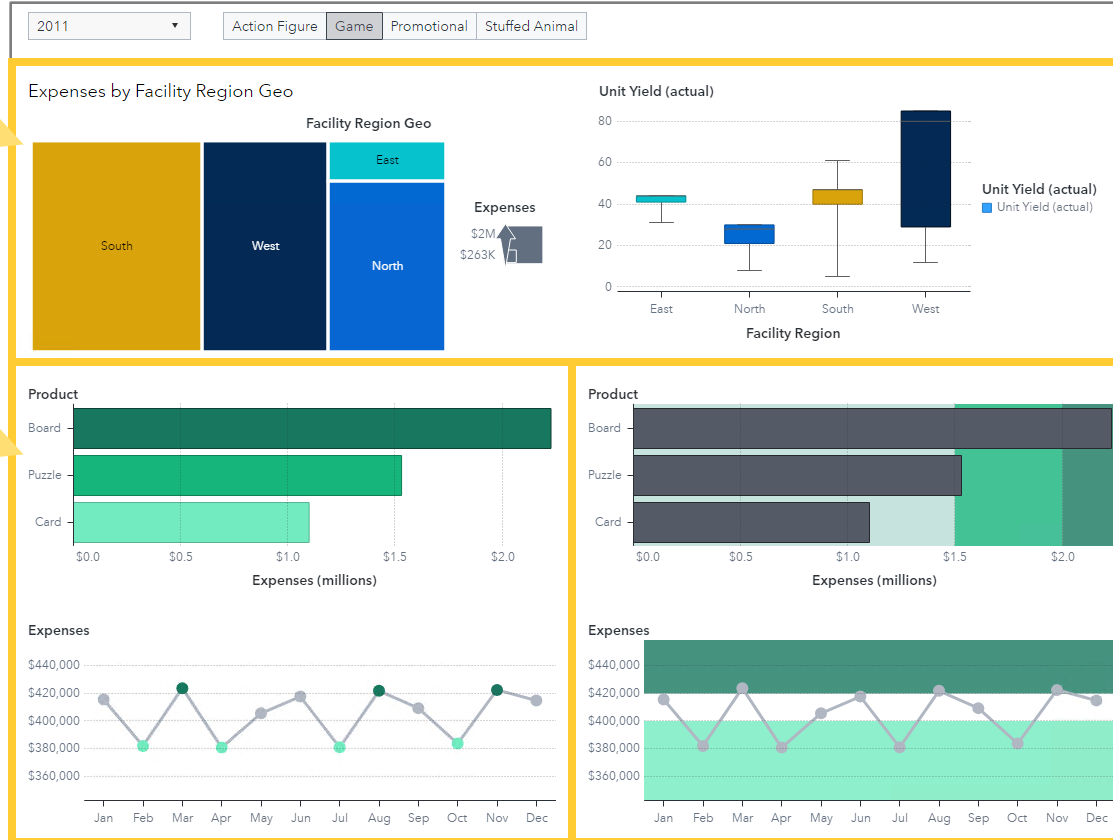 2011
Action Figure Game Promotional Stuffed Animal
Expenses by Facility Region Geo
Facility Region Geo
South
West
East
North
Expenses
$2M
$263K
Unit Yield (actual)
80
60
40
20
0
East North South West
Facility Region
Unit Yield (actual)
Unit Yield (actual)
Product
Board
Puzzle
Card
$0.0 $0.5 $1.0 $1.5 $2.0
Expenses (millions)
Expenses
$440,000
$420,000
$400,000
$380,000
$360,000
Jan Feb Mar Apr May Jun Jul Aug Sep Oct Nov Dec
Product
Board
Puzzle
Card
$0.0 $0.5 $1.0 $1.5 $2.0
Expenses (millions)
Expenses
$440,000
$420,000
$400,000
$380,000
$360,000
Jan Feb Mar Apr May Jun Jul Aug Sep Oct Nov Dec